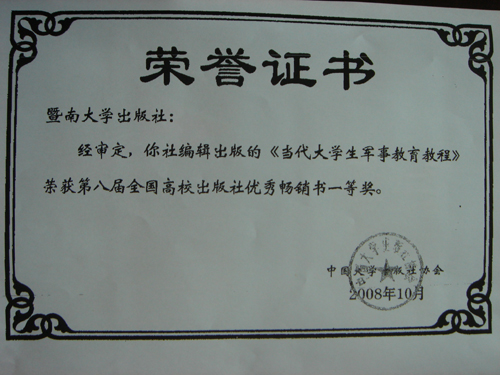 荣誉证书
暨南大学出版社：
经审定，你社编辑出版的《当代大学生军事教育教程》
荣获第八届全国高校出版社优秀畅销书一等奖。
中国大学出版社协会
2008年10月